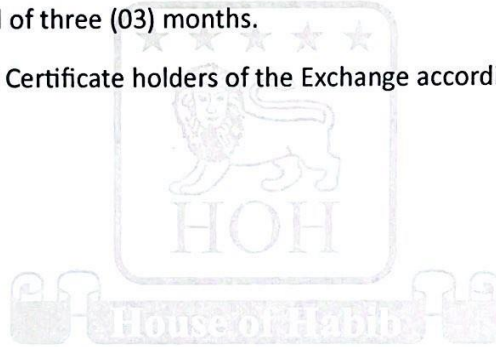 of three (03) months.
Certificate holders of the Exchange accord
HOH
House of Habib